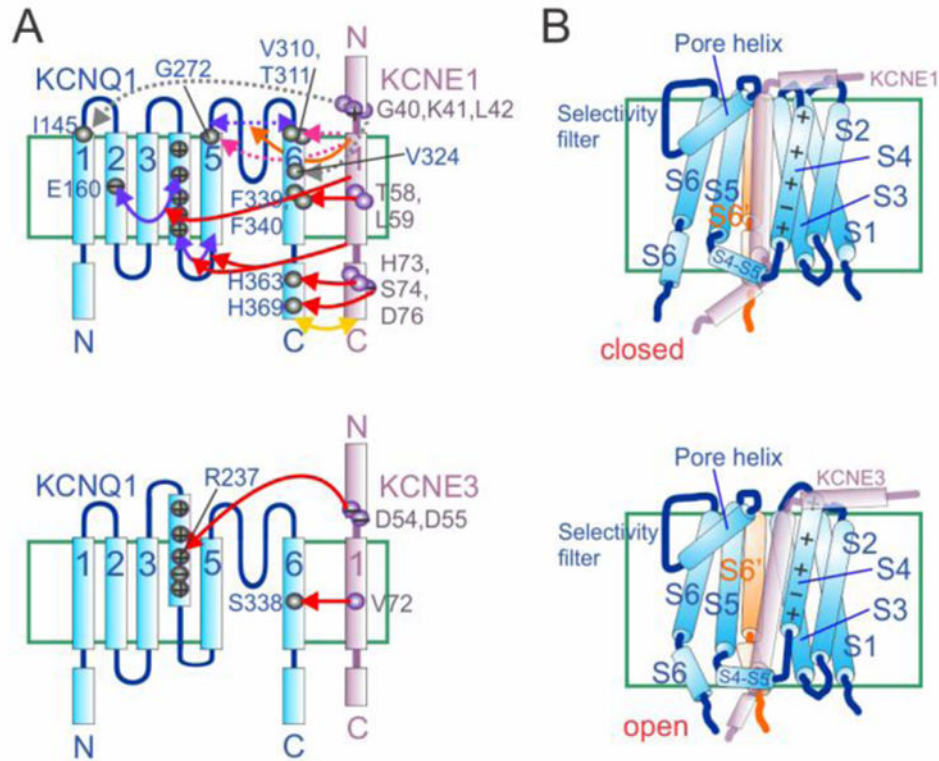 A
KCNQ1
G272
V310,
T311
N
KCNE1
G40,K41,L42
I145
1
2
3
5
6
1
V324
E160
F339
F340
T58,
L59
H363
H369
H73,
S74,
D76
N
C
C
B
Pore helix
KCNE1
Selectivity
filter
S2
S4
S6
S5
S6'
S3
S1
S6
S4-S5
+
+
+
–
closed
KCNQ1
R237
N
KCNE3
D54,D55
1
2
3
5
6
1
S338
V72
N
C
C
Pore helix
KCNE3
Selectivity
filter
S2
S4
S6
S5
S6'
S3
S1
S6
S4-S5
+
+
–
+
open